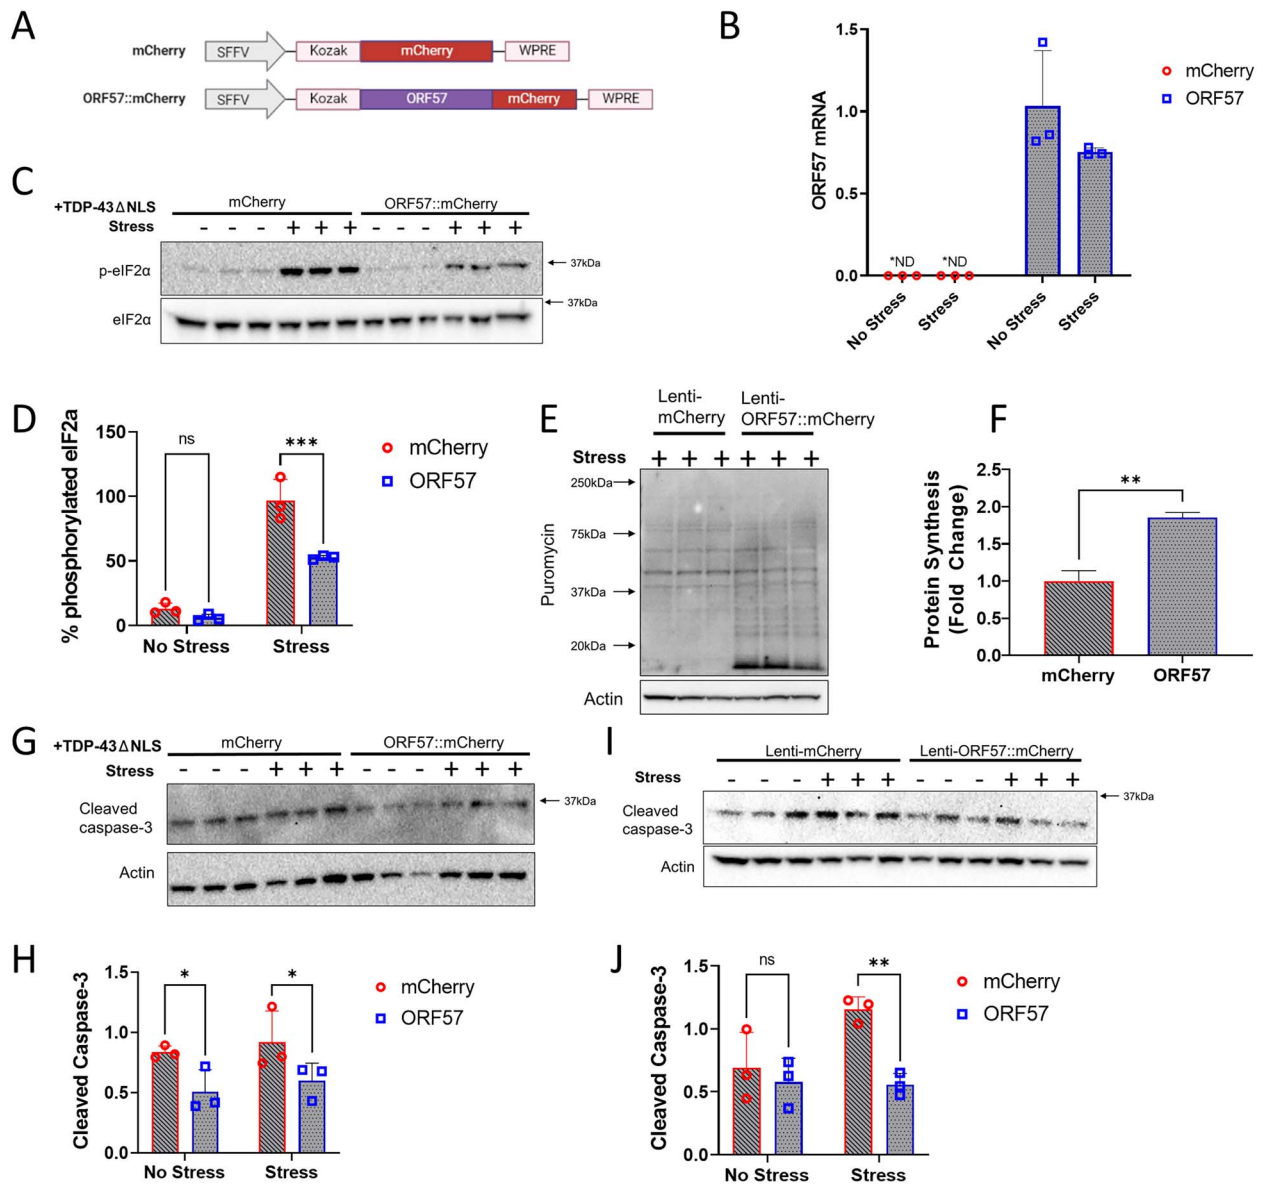 A
mCherry SFFV Kozak mCherry WPRE
ORF57::mCherry SFFV Kozak ORF57 mCherry WPRE
B
1.5
1.0
0.5
0.0
ORF57 mRNA
*ND *ND
No Stress Stress No Stress Stress
mCherry
ORF57
C
+TDP-43ΔNLS mCherry ORF57::mCherry
Stress - - - + + + - - - + + +
p-eIF2α 37kDa
37kDa
eIF2α
D
% phosphorylated eIF2a
150
100
50
0
ns ***
No Stress Stress
mCherry
ORF57
E
Lenti- Lenti-
mCherry ORF57::mCherry
Stress + + + + + +
250kDa
75kDa
37kDa
20kDa
Puromycin
Actin
F
Protein Synthesis
(Fold Change)
2.5
2.0
1.5
1.0
0.5
0.0
**
mCherry ORF57
G
+TDP-43ΔNLS mCherry ORF57::mCherry
Stress - - - + + + - - - + + +
Cleaved 37kDa
caspase-3
Actin
I
Lenti-mCherry Lenti-ORF57::mCherry
Stress - - - + + + - - - + + +
37kDa
Cleaved
caspase-3
Actin
H
Cleaved Caspase-3
1.5
1.0
0.5
0.0
* *
No Stress Stress
mCherry
ORF57
J
Cleaved Caspase-3
1.5
1.0
0.5
0.0
ns **
No Stress Stress
mCherry
ORF57